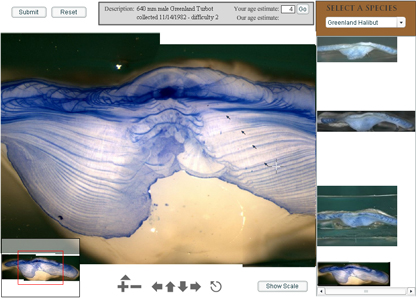 Submit
Reset
Description: 640 mm male Greenland Turbot
collected 11/14/1982 - difficulty 2
Your age estimate: 4 Go
Our age estimate:
SELECT A SPECIES
Greenland Halibut
Show Scale